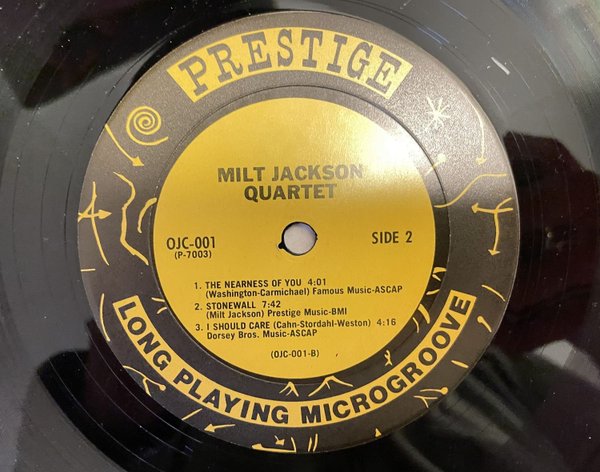 PRESTIGE
MILT JACKSON
QUARTET
OJC-001
(P-7003)
SIDE 2
1. THE NEARNESS OF YOU 4:01
(Washington-Carmichael) Famous Music-ASCAP
2. STONEWALL 7:42
(Milt Jackson) Prestige Music-BMI
3. I SHOULD CARE (Cahn-Stordahl-Weston) 4:16
Dorsey Bros. Music-ASCAP
(OJC-001-B)
LONG PLAYING MICROGROOVE